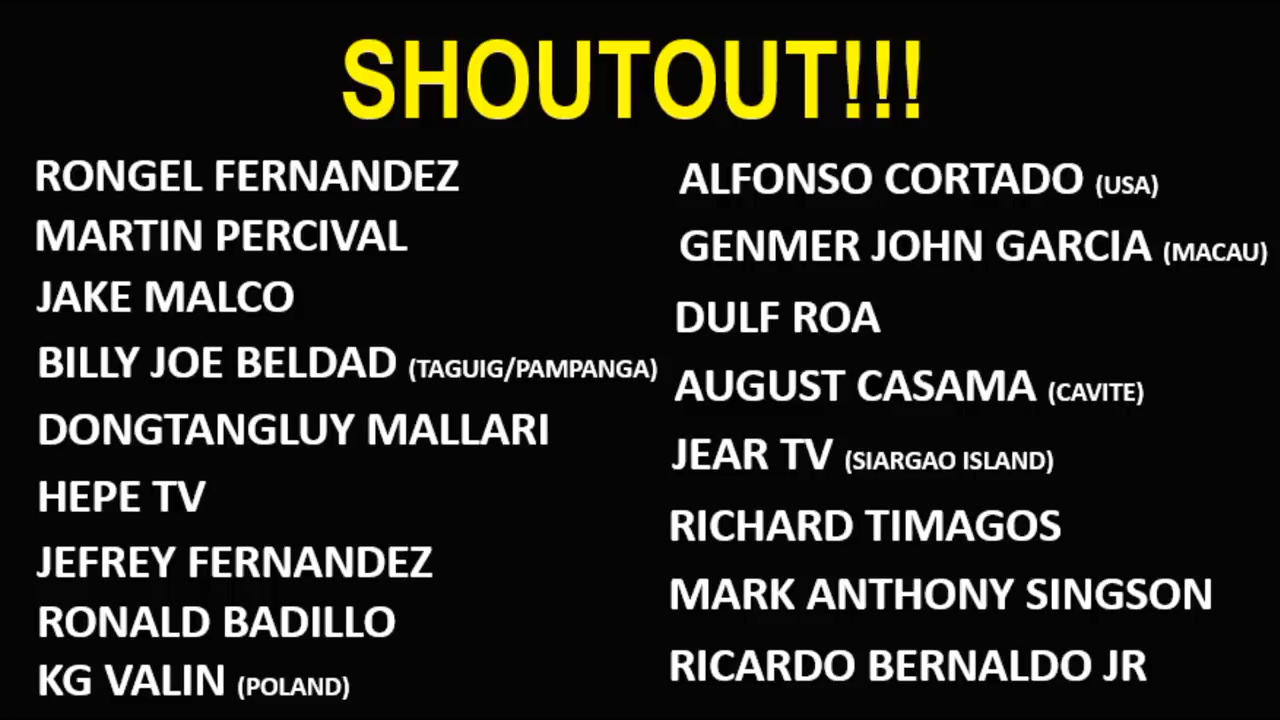 SHOUTOUT!!!
RONGEL FERNANDEZ
MARTIN PERCIVAL
JAKE MALCO
BILLY JOE BELDAD (TAGUIG/PAMPANGA)
DONGTANGLUY MALLARI
HEPE TV
JEFREY FERNANDEZ
RONALD BADILLO
KG VALIN (POLAND)
ALFONSO CORTADO (USA)
GENMER JOHN GARCIA (MACAU)
DULF ROA
AUGUST CASAMA (CAVITE)
JEAR TV (SIARGAO ISLAND)
RICHARD TIMAGOS
MARK ANTHONY SINGSON
RICARDO BERNALDO JR